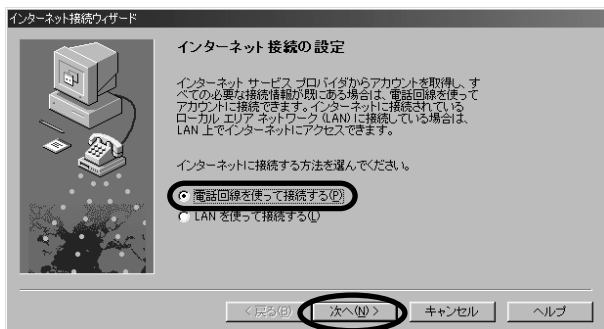 インターネット接続ウィザード
インターネット接続の設定
インターネット サービス プロバイダからアカウントを取得し、す
べての必要な接続情報が既にある場合は、電話回線を使って
アカウントに接続できます。インターネットに接続されている
ローカル エリア ネットワーク (LAN) に接続している場合は、
LAN 上でインターネットにアクセスできます。
インターネットに接続する方法を選んでください。
電話回線を使って接続する(P)
LAN を使って接続する(L)
< 戻る(B)
次へ(N) >
キャンセル
ヘルプ